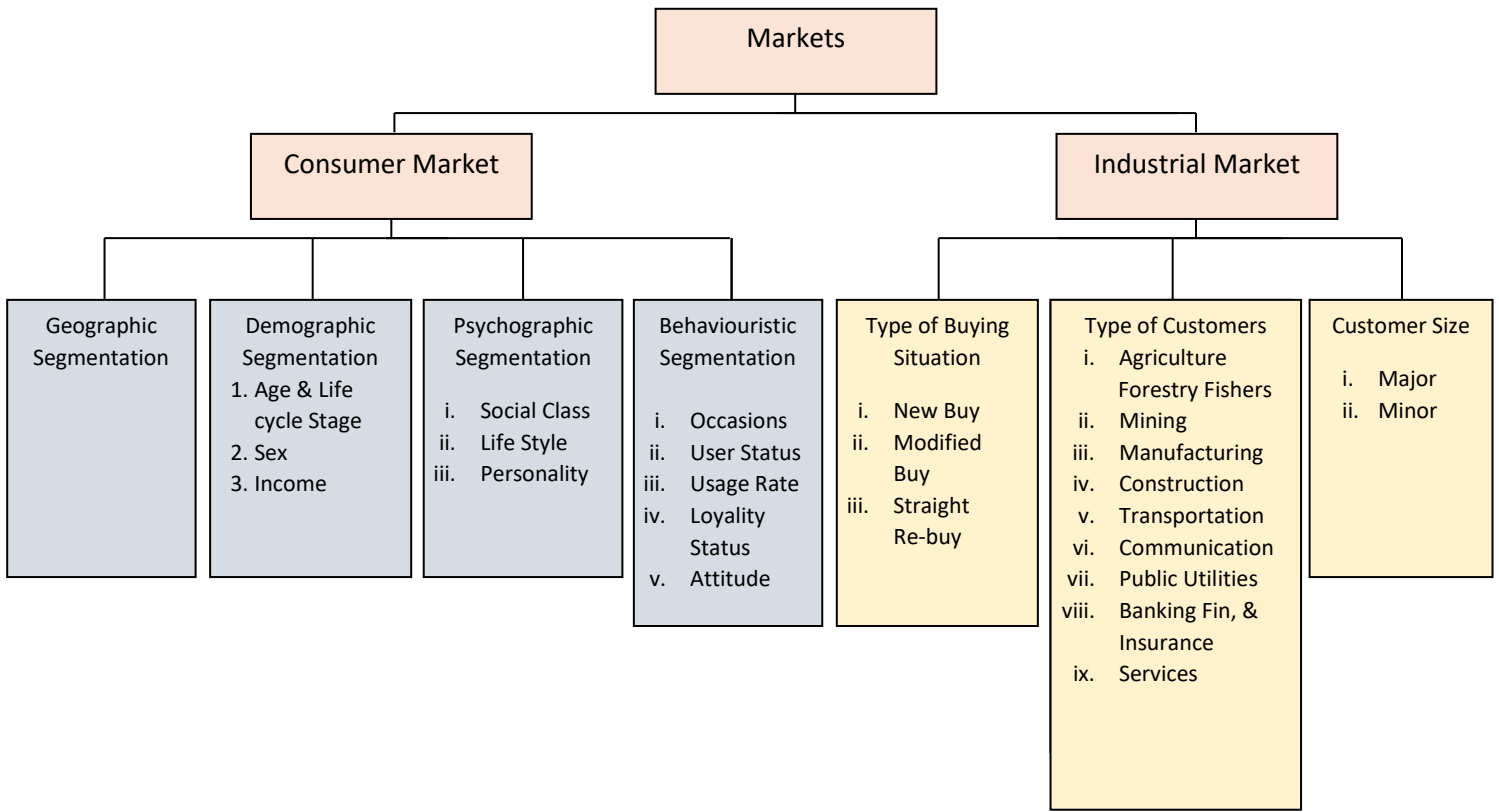 Markets
Consumer Market
Industrial Market
Geographic
Segmentation
Demographic
Segmentation
1. Age & Life
cycle Stage
2. Sex
3. Income
Psychographic
Segmentation
i. Social Class
ii. Life Style
iii. Personality
Behaviouristic
Segmentation
i. Occasions
ii. User Status
iii. Usage Rate
iv. Loyality
Status
v. Attitude
Type of Buying
Situation
i. New Buy
ii. Modified
Buy
iii. Straight
Re-buy
Type of Customers
i. Agriculture
Forestry Fishers
ii. Mining
iii. Manufacturing
iv. Construction
v. Transportation
vi. Communication
vii. Public Utilities
viii. Banking Fin, &
Insurance
ix. Services
Customer Size
i. Major
ii. Minor